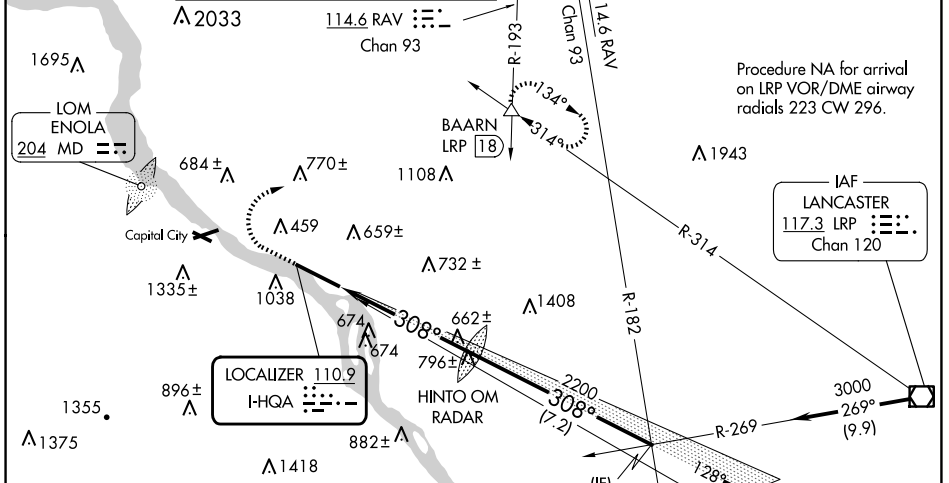 2033
114.6 RAV
Chan 93
R-193
Chan 93
14.6 RAV
1695
Procedure NA for arrival
on LRP VOR/DME airway
radials 223 CW 296.
LOM
ENOLA
204 MD
134°
314°
BAARN
LRP 18
684 ±
770±
1108
1943
IAF
LANCASTER
117.3 LRP
Chan 120
459
659±
Capital City
R-314
732 ±
1335±
1038
1408
R-182
674
674
308°
662±
796±
LOCALIZER 110.9
I-HQA
HINTO OM
RADAR
2200
308°
(7.2)
3000
269°
(9.9)
R-269
896±
1355
1375
882±
1418
128°
(IF)